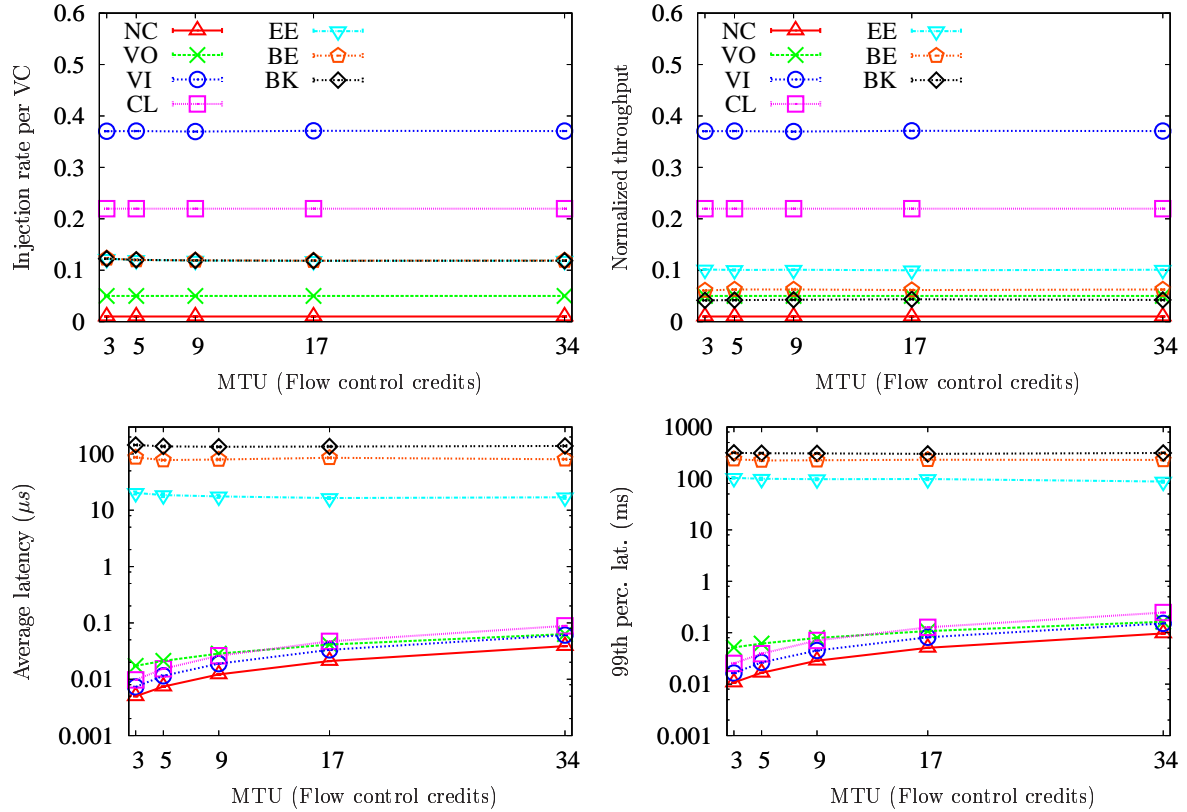 0.6
0.5
0.4
0.3
0.2
0.1
0
Injection rate per VC
NC
VO
VI
CL
EE
BE
BK
3 5 9 17 34
MTU (Flow control credits)
0.6
0.5
0.4
0.3
0.2
0.1
0
Normalized throughput
NC
VO
VI
CL
EE
BE
BK
3 5 9 17 34
MTU (Flow control credits)
100
10
1
0.1
0.01
0.001
Average latency (μs)
3 5 9 17 34
MTU (Flow control credits)
1000
100
10
1
0.1
0.01
0.001
99th perc. lat. (ms)
3 5 9 17 34
MTU (Flow control credits)